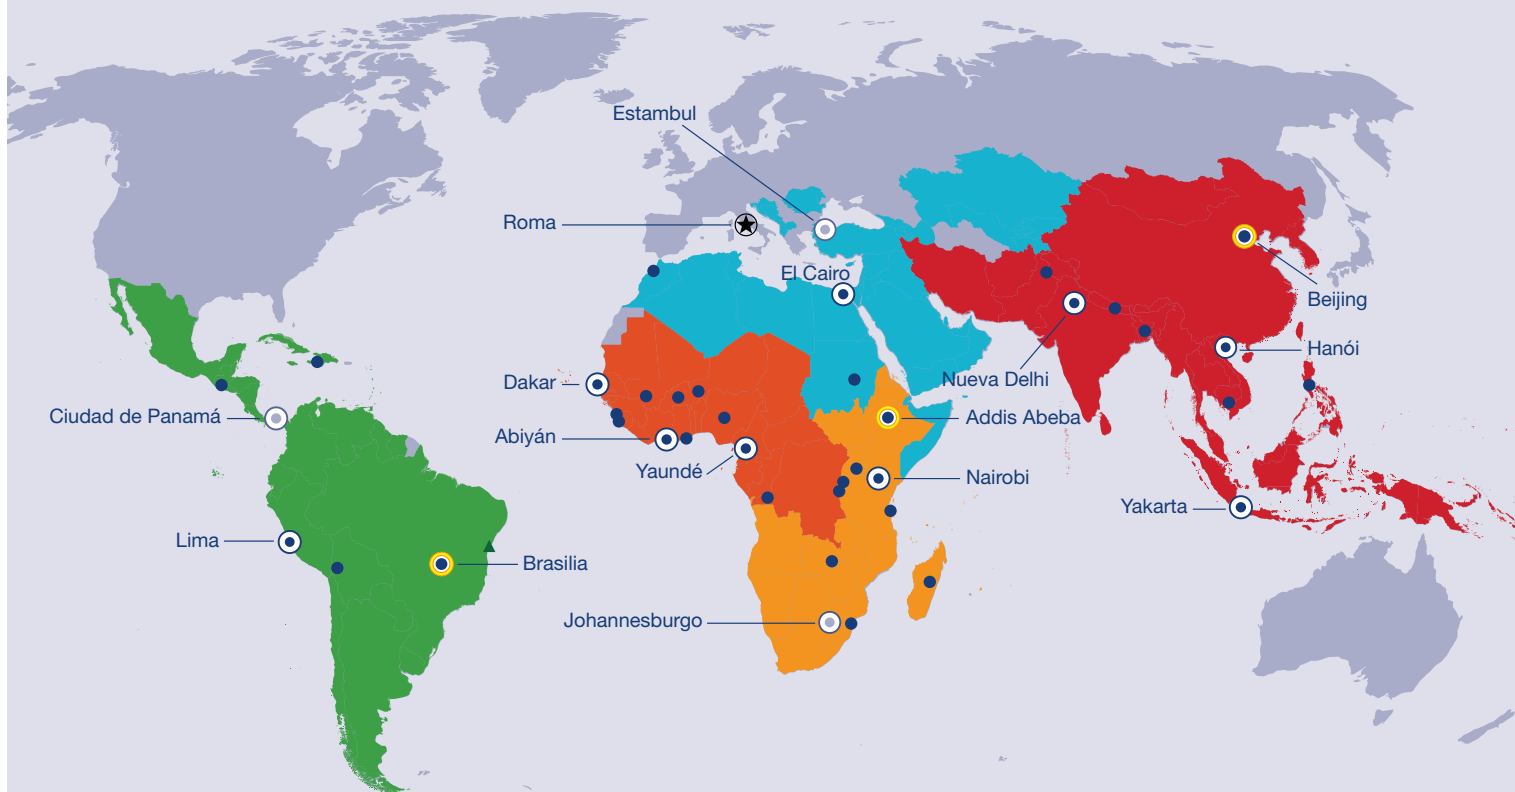 Estambul
Roma
El Cairo
Beijing
Hanói
Nueva Delhi
Dakar
Ciudad de Panamá
Addis Abeba
Abiyán
Yaundé
Nairobi
Yakarta
Lima
Brasilia
Johannesburgo